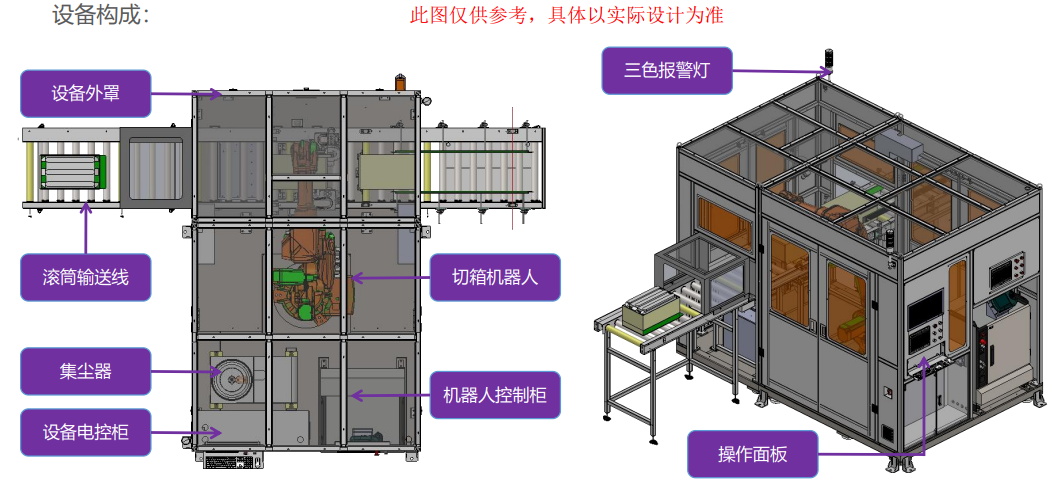 设备构成：
此图仅供参考，具体以实际设计为准
设备外罩
三色报警灯
滚筒输送线
切箱机器人
集尘器
机器人控制柜
设备电控柜
操作面板